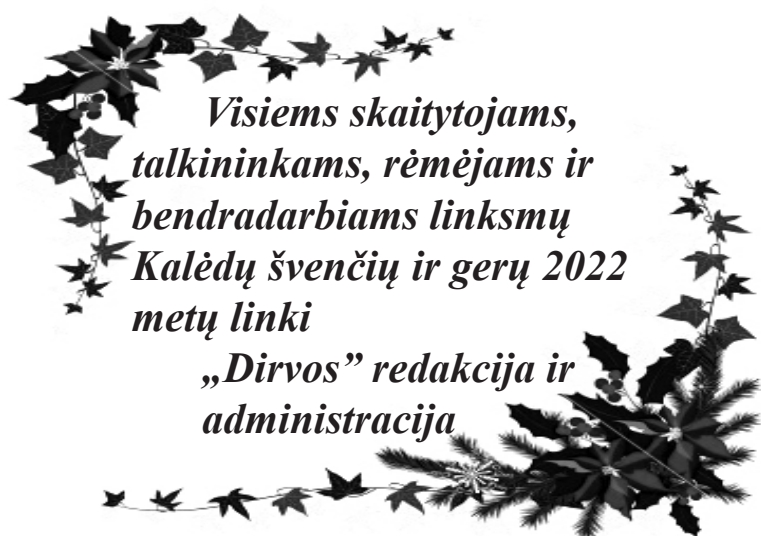 Visiems skaitytojams,
talkininkams, rėmėjams ir
bendradarbiams linksmų
Kalėdų švenčių ir gerų 2022
metų linki
„Dirvos” redakcija ir
administracija